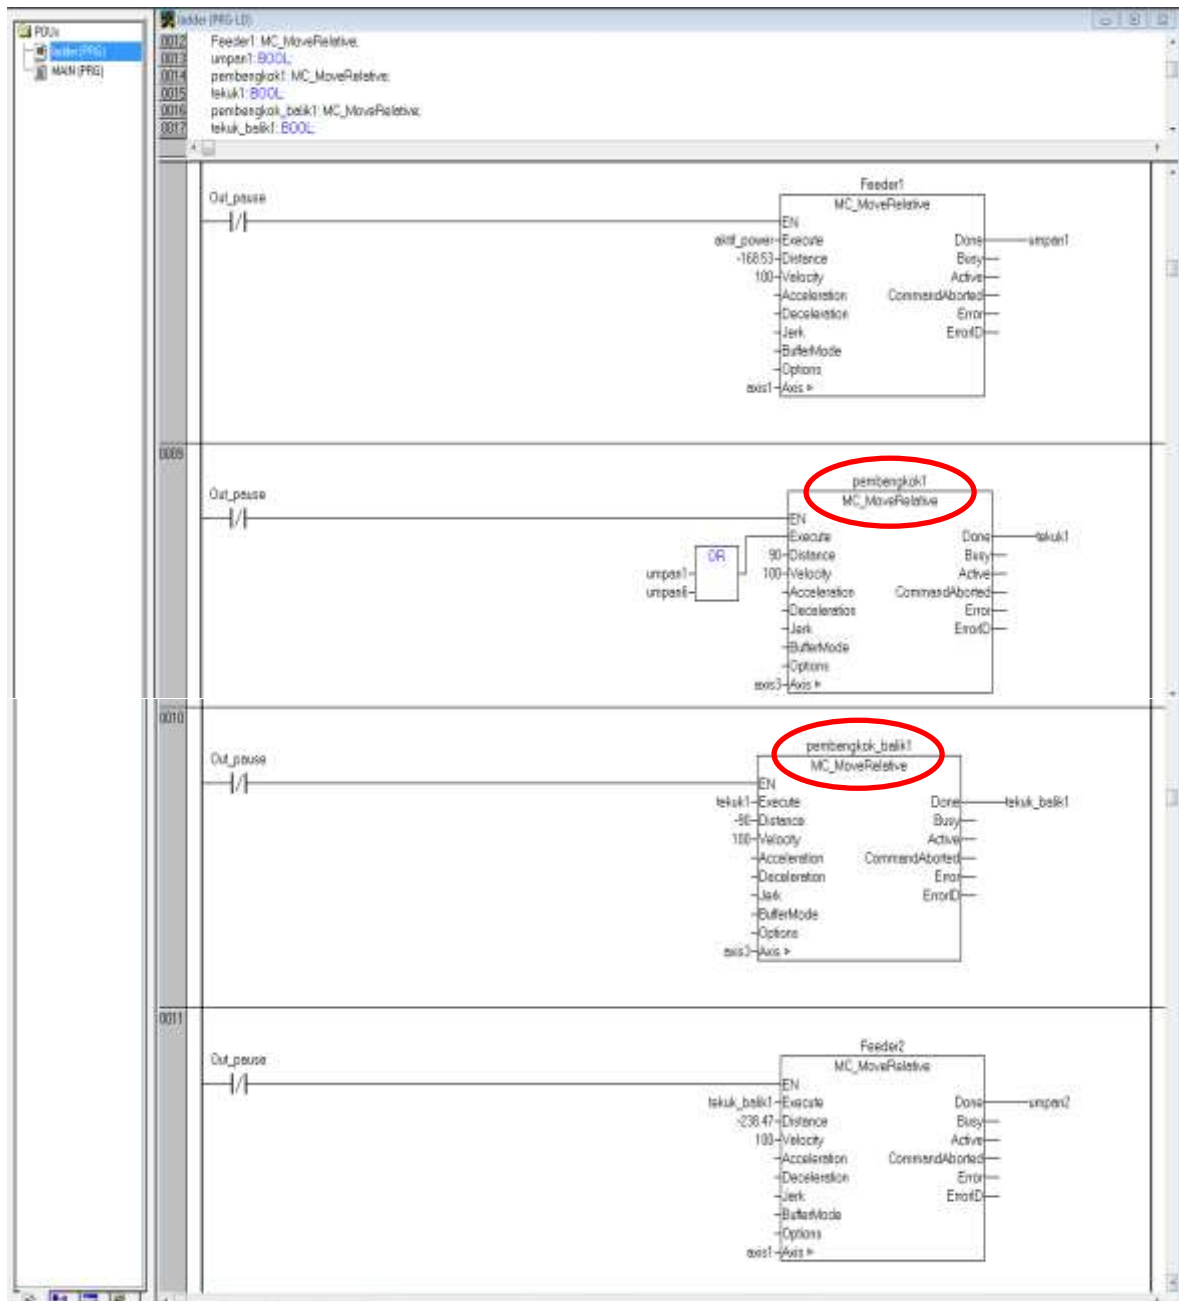 POUs
ladder (PRG)
MAIN (PRG)
ladder (PRG-LD)
0012 Feeder1: MC_MoveRelative;
0013 umpan1: BOOL;
0014 pembengkok1: MC_MoveRelative;
0015 tekuk1: BOOL;
0016 pembengkok_balik1: MC_MoveRelative;
0017 tekuk_balik1: BOOL;
Out_pause
Feeder1
MC_MoveRelative
EN
aktif_power Execute Done umpan1
-168.53 Distance Busy
100 Velocity Active
Acceleration CommandAborted
Deceleration Error
Jerk ErrorID
BufferMode
Options
axis1 Axis
0009
Out_pause
pembengkok1
MC_MoveRelative
EN
Execute Done tekuk1
OR 90 Distance Busy
umpan1 100 Velocity Active
umpan6 Acceleration CommandAborted
Deceleration Error
Jerk ErrorID
BufferMode
Options
axis3 Axis
0010
Out_pause
pembengkok_balik1
MC_MoveRelative
EN
tekuk1 Execute Done tekuk_balik1
-90 Distance Busy
100 Velocity Active
Acceleration CommandAborted
Deceleration Error
Jerk ErrorID
BufferMode
Options
axis3 Axis
0011
Out_pause
Feeder2
MC_MoveRelative
EN
tekuk_balik1 Execute Done umpan2
-238.47 Distance Busy
100 Velocity Active
Acceleration CommandAborted
Deceleration Error
Jerk ErrorID
BufferMode
Options
axis1 Axis